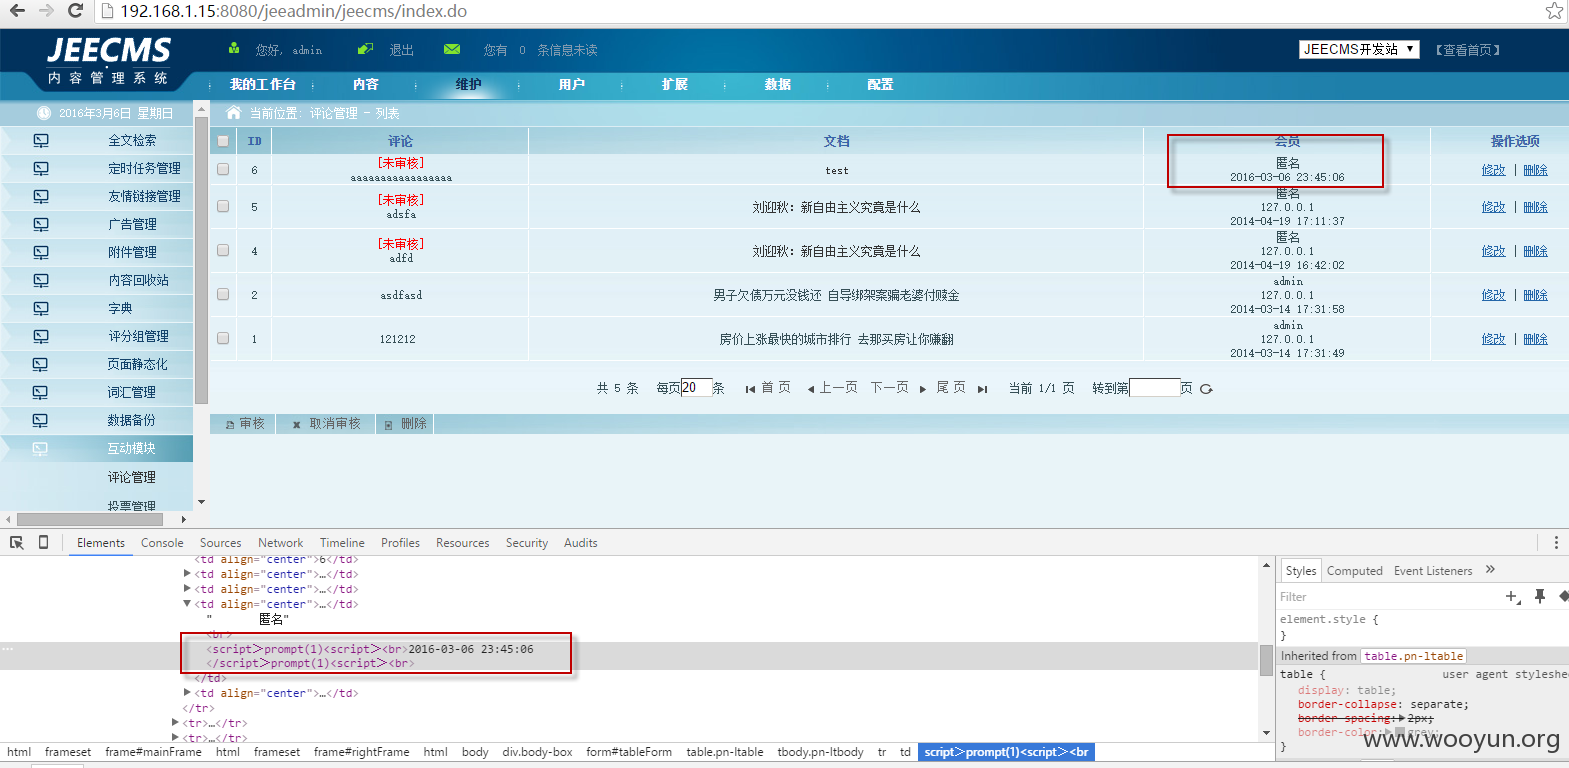 192.168.1.15:8080/jeeadmin/jeecms/index.do
JEECMS
内容管理系统
您好, admin
退出
您有 0 条信息未读
JEECMS开发站
【查看首页】
我的工作台
内容
维护
用户
扩展
数据
配置
2016年3月6日 星期日
当前位置: 评论管理 - 列表
全文检索
定时任务管理
友情链接管理
广告管理
附件管理
内容回收站
字典
评分组管理
页面静态化
词汇管理
数据备份
互动模块
评论管理
投票管理
ID 评论 文档 会员 操作选项
6 [未审核] aaaaaaaaaaaaaaaaa test 匿名 2016-03-06 23:45:06 修改 | 删除
5 [未审核] adsfa 刘迎秋：新自由主义究竟是什么 匿名 127.0.0.1 2014-04-19 17:11:37 修改 | 删除
4 [未审核] adfd 刘迎秋：新自由主义究竟是什么 匿名 127.0.0.1 2014-04-19 16:42:02 修改 | 删除
2 asdfasd 男子欠债万元没钱还 自导绑架案骗老婆付赎金 admin 127.0.0.1 2014-03-14 17:31:58 修改 | 删除
1 121212 房价上涨最快的城市排行 去那买房让你赚翻 admin 127.0.0.1 2014-03-14 17:31:49 修改 | 删除
共 5 条 每页20条 首 页 上一页 下一页 尾 页 当前 1/1 页 转到第 页
审核 取消审核 删除
Elements Console Sources Network Timeline Profiles Resources Security Audits
<td align="center">6</td>
<td align="center">…</td>
<td align="center">…</td>
<td align="center">…</td>
" 匿名"
<br>
<script>prompt(1)<script><br>2016-03-06 23:45:06
</script>prompt(1)<script><br>
</td>
<td align="center">…</td>
</tr>
<tr>…</tr>
<tr>…</tr>
Styles Computed Event Listeners »
Filter
element.style {
}
Inherited from table.pn-ltable
table { user agent styleshee
display: table;
border-collapse: separate;
border-spacing: 2px;
border-color: grey;
}
www.wooyun.org
html frameset frame#mainFrame html frameset frame#rightFrame html body div.body-box form#tableForm table.pn-ltable tbody.pn-ltbody tr td script>prompt(1)<script><br